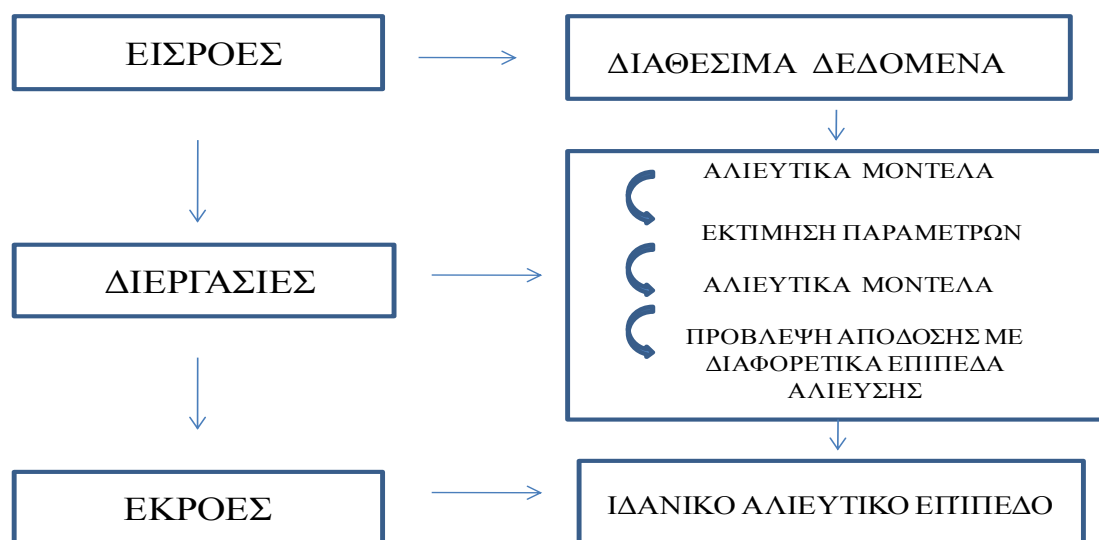 ΕΙΣΡΟΕΣ
ΔΙΑΘΕΣΙΜΑ ΔΕΔΟΜΕΝΑ
ΑΛΙΕΥΤΙΚΑ ΜΟΝΤΕΛΑ
ΕΚΤΙΜΗΣΗ ΠΑΡΑΜΕΤΡΩΝ
ΔΙΕΡΓΑΣΙΕΣ
ΑΛΙΕΥΤΙΚΑ ΜΟΝΤΕΛΑ
ΠΡΟΒΛΕΨΗ ΑΠΟΔΟΣΗΣ ΜΕ
ΔΙΑΦΟΡΕΤΙΚΑ ΕΠΙΠΕΔΑ
ΑΛΙΕΥΣΗΣ
ΕΚΡΟΕΣ
ΙΔΑΝΙΚΟ ΑΛΙΕΥΤΙΚΟ ΕΠΊΠΕΔΟ